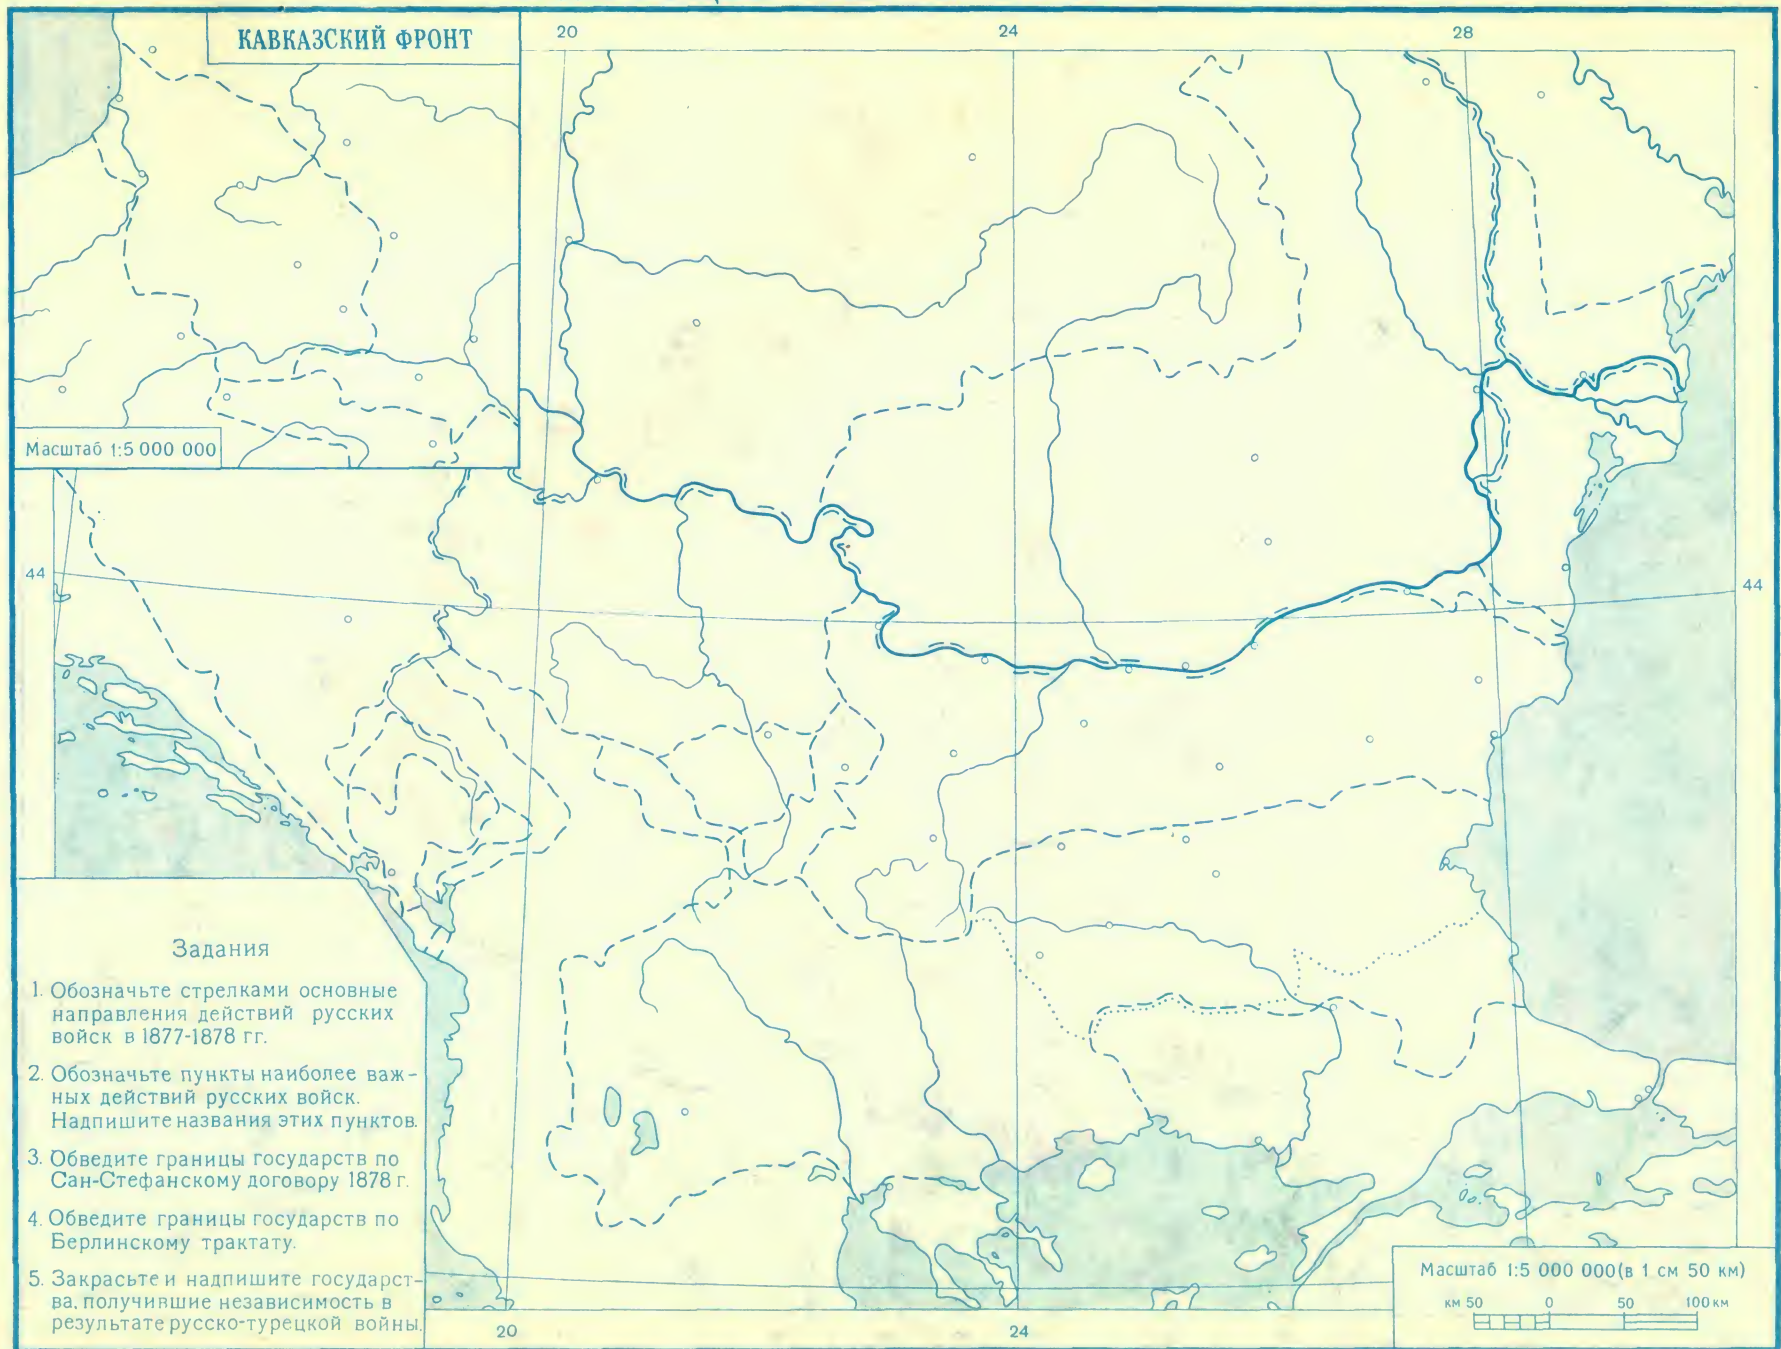 КАВКАЗСКИЙ ФРОНТ
20
24
28
Масштаб 1:5 000 000
44
44
Задания
1. Обозначьте стрелками основные
направления действий русских
войск в 1877-1878 гг.
2. Обозначьте пункты наиболее важ-
ных действий русских войск.
Надпишите названия этих пунктов.
3. Обведите границы государств по
Сан-Стефанскому договору 1878 г.
4. Обведите границы государств по
Берлинскому трактату.
5. Закрасьте и надпишите государст-
ва, получившие независимость в
результате русско-турецкой войны.
Масштаб 1:5 000 000 (в 1 см 50 км)
км 50 0 50 100 км
20
24